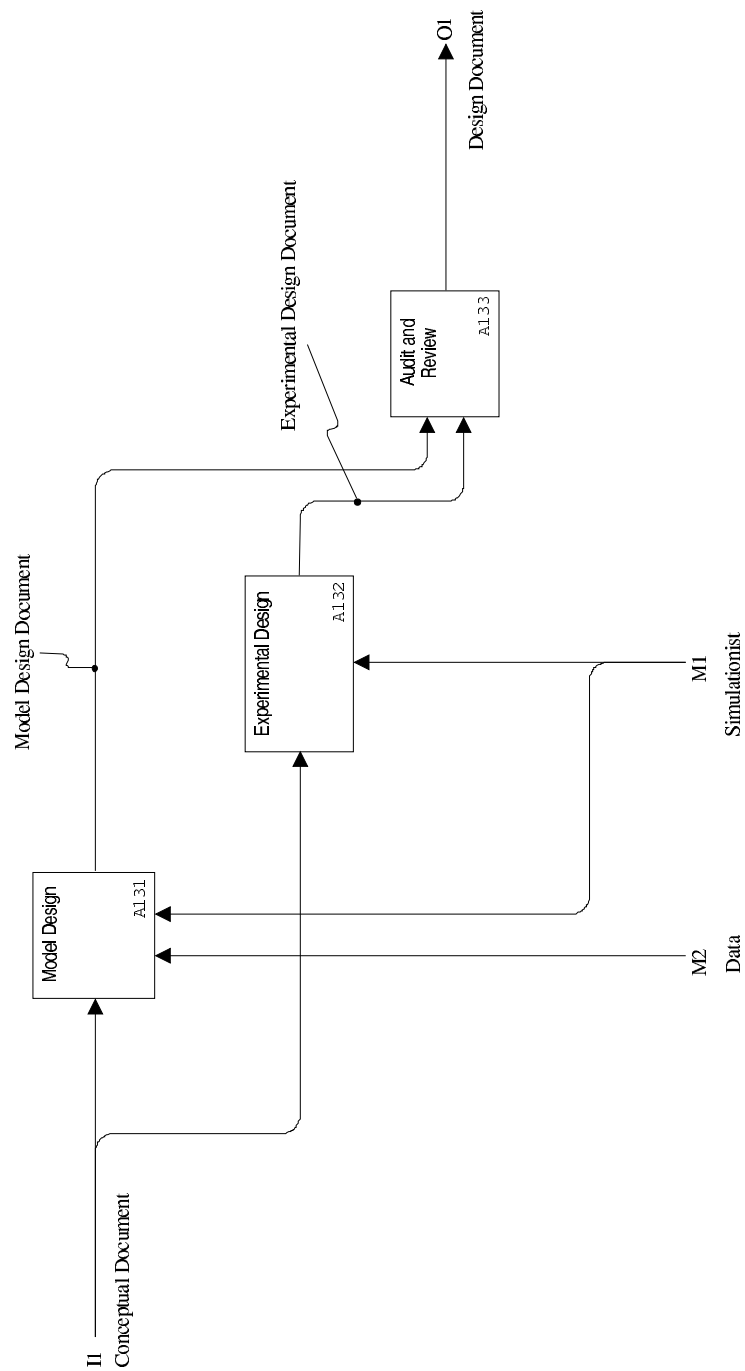 I1
Conceptual Document
Model Design
A131
Model Design Document
M2
Data
Experimental Design
A132
M1
Simulationist
Experimental Design Document
Audit and
Review
A133
O1
Design Document